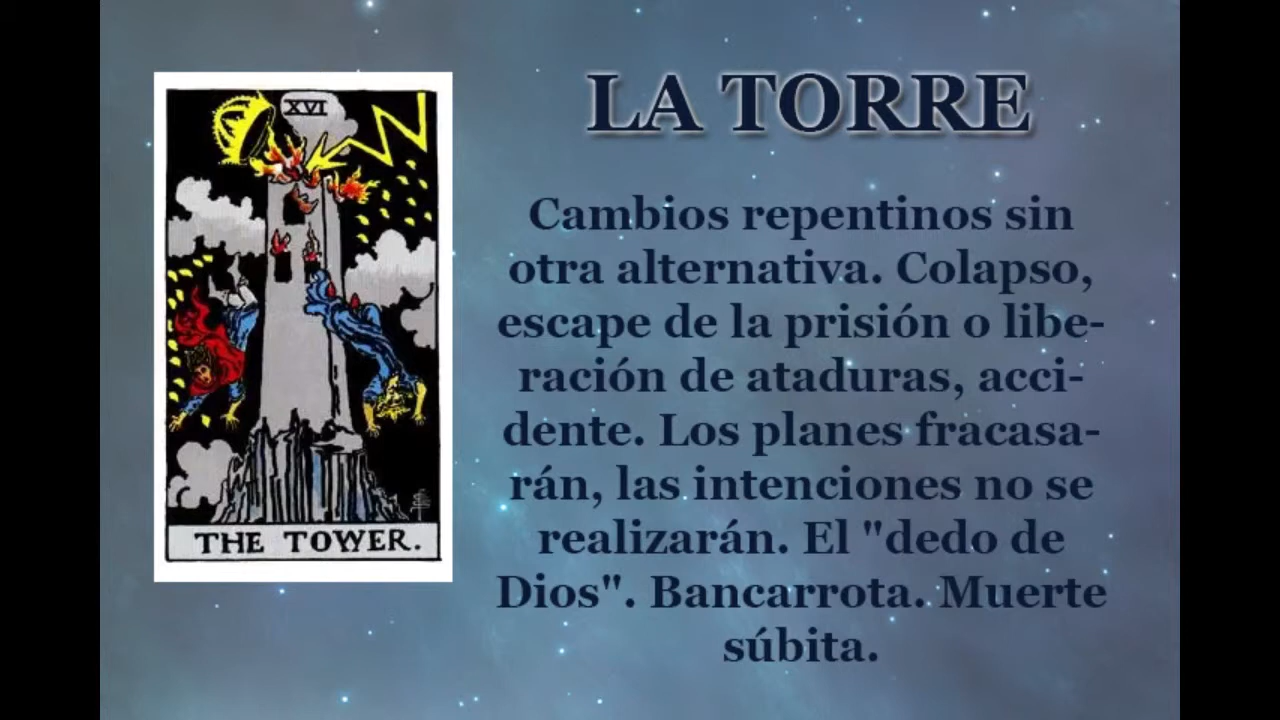 XVI
THE TOWER.
LA TORRE
Cambios repentinos sin
otra alternativa. Colapso,
escape de la prisión o libe-
ración de ataduras, acci-
dente. Los planes fracasa-
rán, las intenciones no se
realizarán. El "dedo de
Dios". Bancarrota. Muerte
súbita.